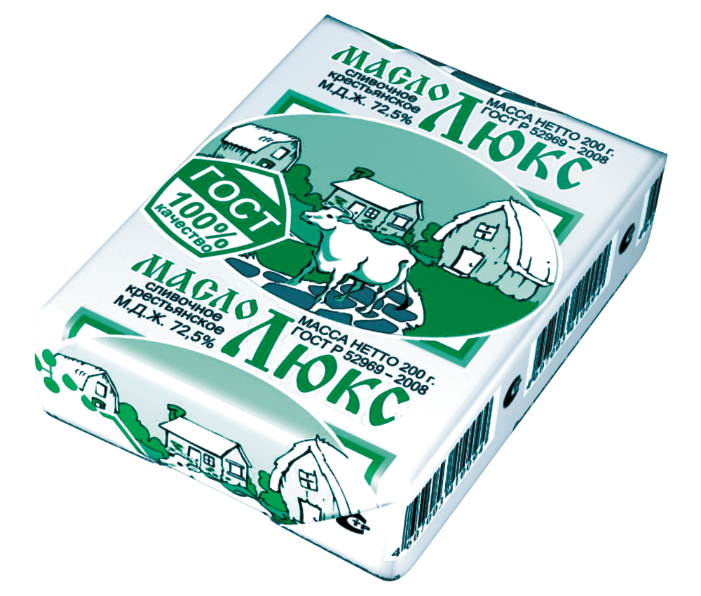 МАСЛО
сливочное
крестьянское
М.Д.Ж. 72,5%
Люкс
МАССА НЕТТО 200 г.
ГОСТ Р 52969 – 2008
ГОСТ
100%
качество
МАСЛО
сливочное
крестьянское
М.Д.Ж. 72,5%
Люкс
МАССА НЕТТО 200 г.
ГОСТ Р 52969 – 2008